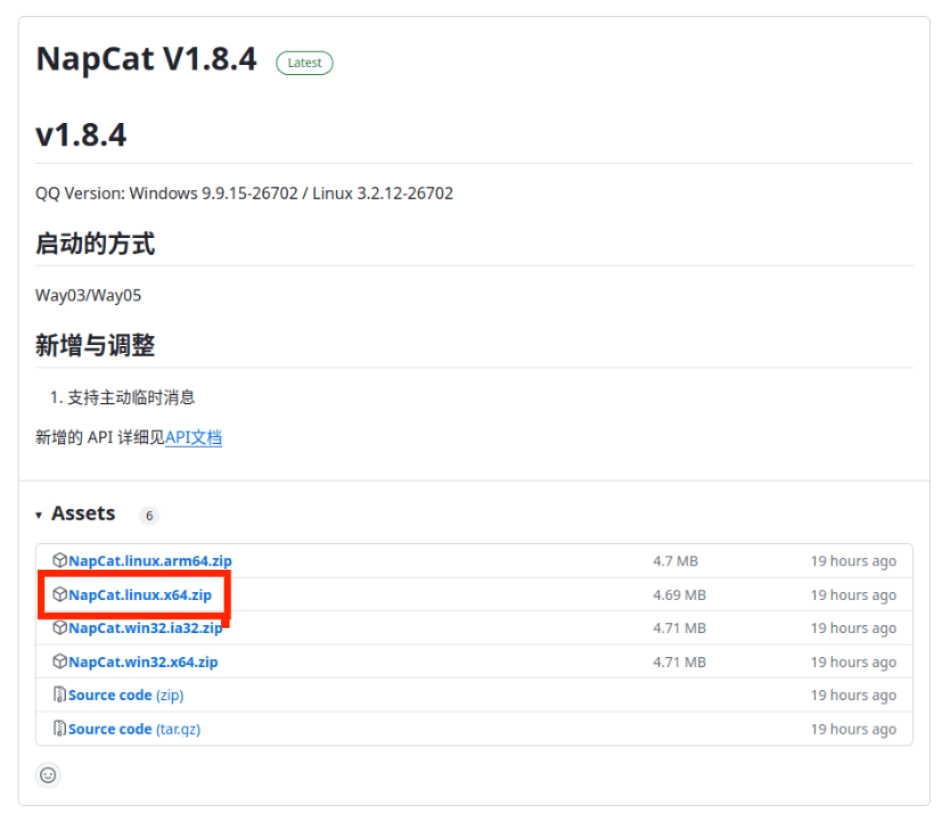 NapCat V1.8.4 Latest
v1.8.4
QQ Version: Windows 9.9.15-26702 / Linux 3.2.12-26702
启动的方式
Way03/Way05
新增与调整
1. 支持主动临时消息
新增的 API 详细见API文档
Assets 6
NapCat.linux.arm64.zip 4.7 MB 19 hours ago
NapCat.linux.x64.zip 4.69 MB 19 hours ago
NapCat.win32.ia32.zip 4.71 MB 19 hours ago
NapCat.win32.x64.zip 4.71 MB 19 hours ago
Source code (zip) 19 hours ago
Source code (tar.gz) 19 hours ago